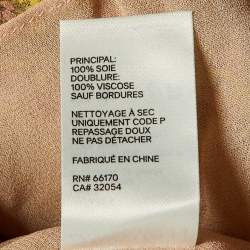 PRINCIPAL:
100% SOIE
DOUBLURE:
100% VISCOSE
SAUF BORDURES
NETTOYAGE À SEC
UNIQUEMENT CODE P
REPASSAGE DOUX
NE PAS DÉTACHER
FABRIQUÉ EN CHINE
RN# 66170
CA# 32054